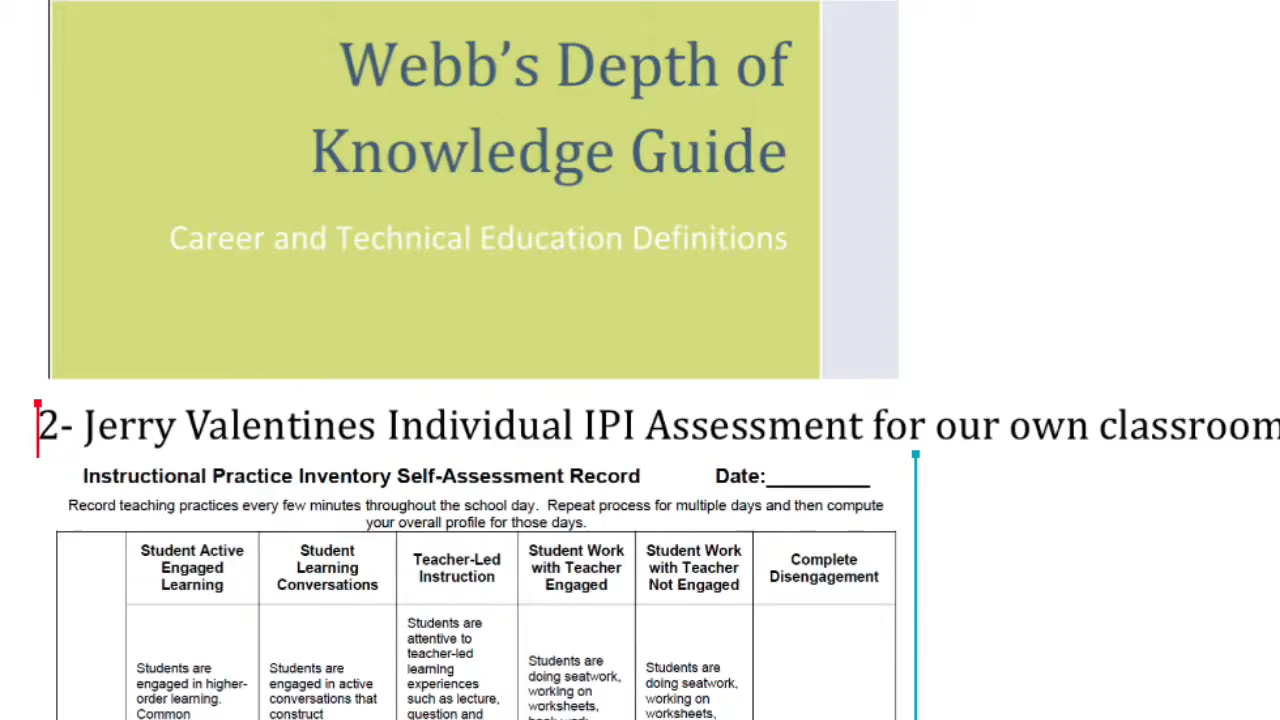 Webb’s Depth of
Knowledge Guide
Career and Technical Education Definitions
2- Jerry Valentines Individual IPI Assessment for our own classroom
Instructional Practice Inventory Self-Assessment Record Date:_________
Record teaching practices every few minutes throughout the school day. Repeat process for multiple days and then compute
your overall profile for those days.
Student Active
Engaged
Learning
Student
Learning
Conversations
Teacher-Led
Instruction
Student Work
with Teacher
Engaged
Student Work
with Teacher
Not Engaged
Complete
Disengagement
Students are
engaged in higher-
order learning.
Common
Students are
engaged in active
conversations that
construct
Students are
attentive to
teacher-led
learning
experiences
such as lecture,
question and
Students are
doing seatwork,
working on
worksheets,
Students are
doing seatwork,
working on
worksheets,